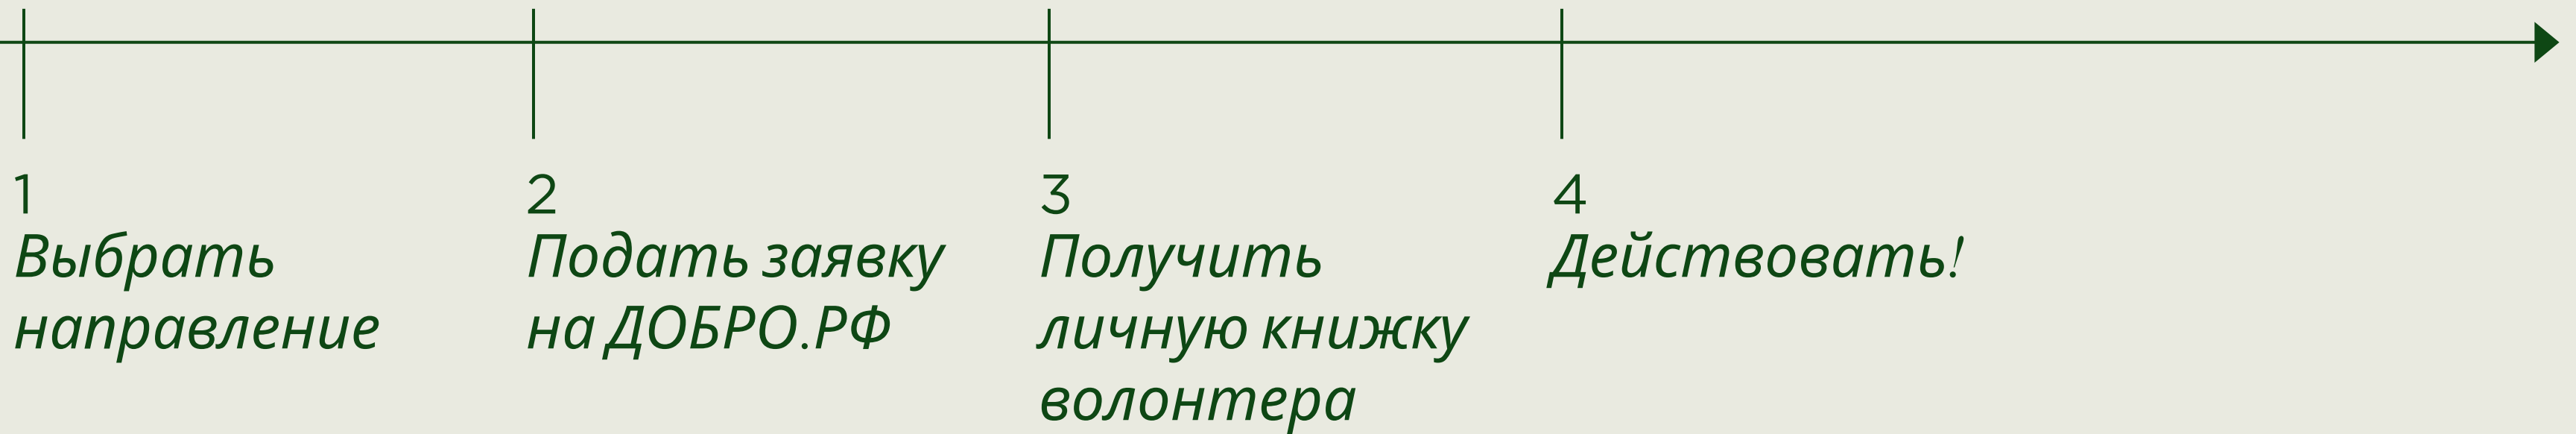 1
Выбрать
направление
2
Подать заявку
на ДОБРО.РФ
3
Получить
личную книжку
волонтера
4
Действовать!